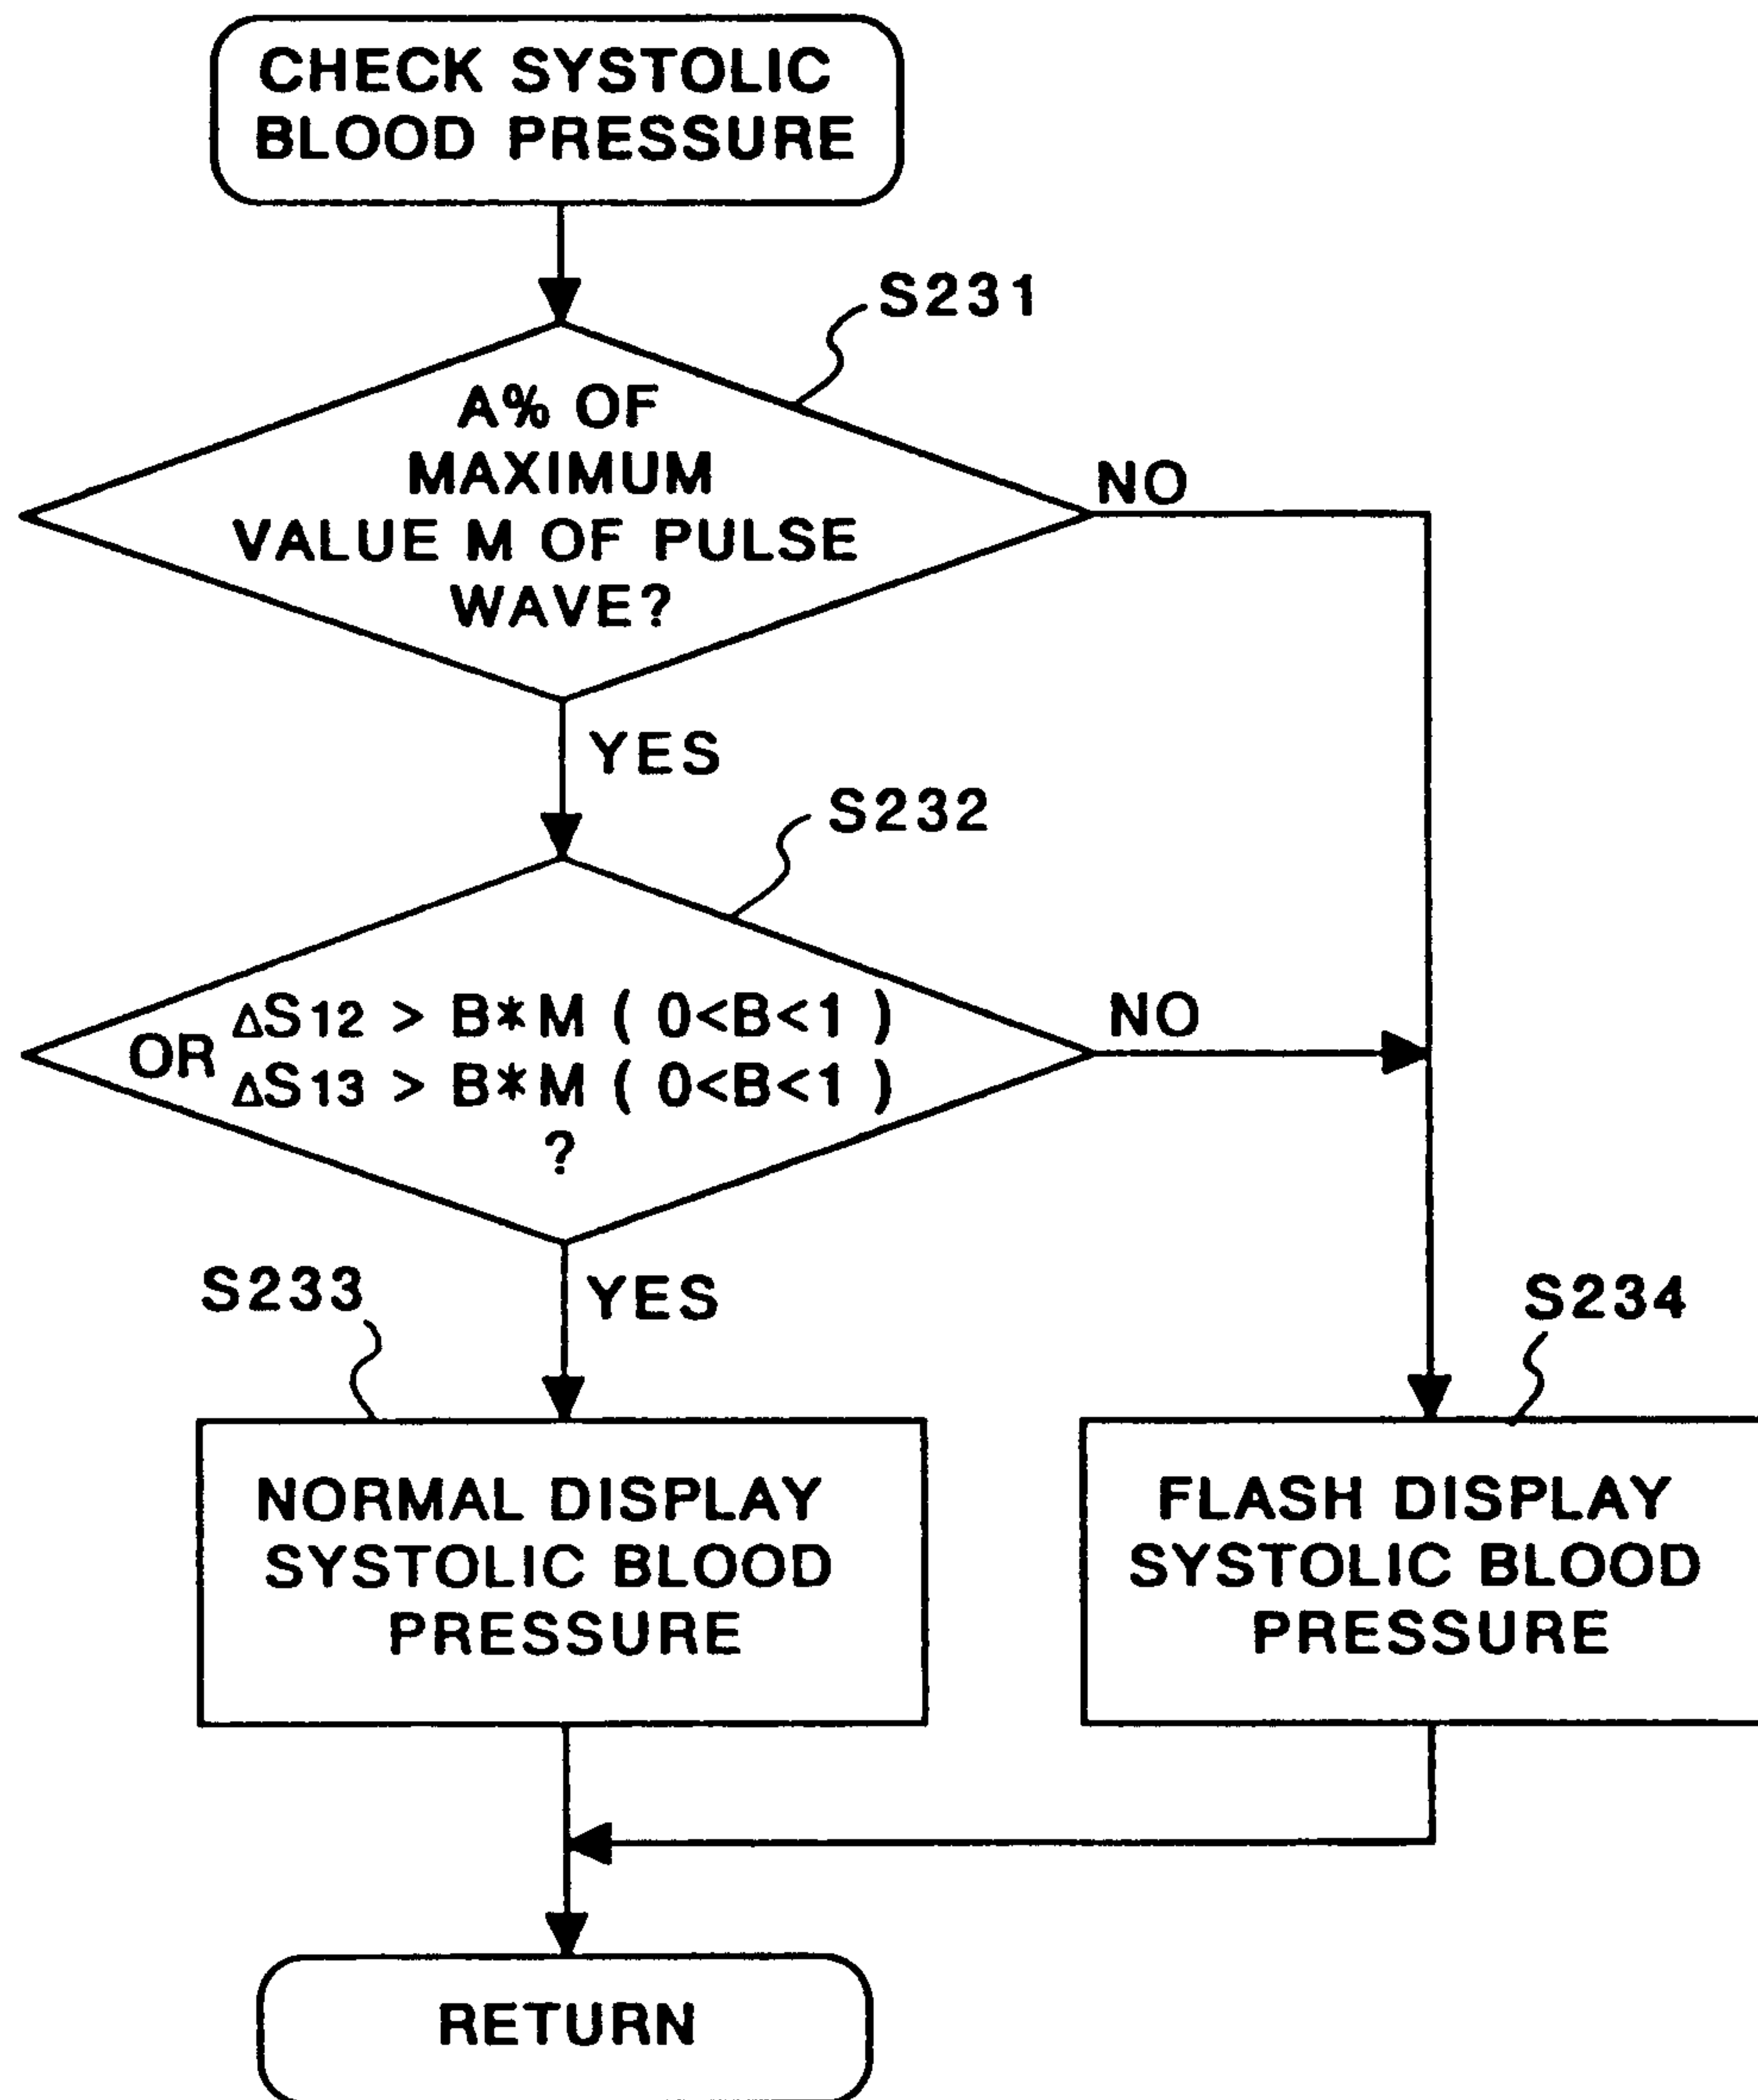 CHECK SYSTOLIC
BLOOD PRESSURE
S231
A% OF
MAXIMUM
VALUE M OF PULSE
WAVE?
NO
YES
S232
ΔS12 > B*M ( 0<B<1 )
OR
ΔS13 > B*M ( 0<B<1 )
?
NO
YES
S233
NORMAL DISPLAY
SYSTOLIC BLOOD
PRESSURE
S234
FLASH DISPLAY
SYSTOLIC BLOOD
PRESSURE
RETURN